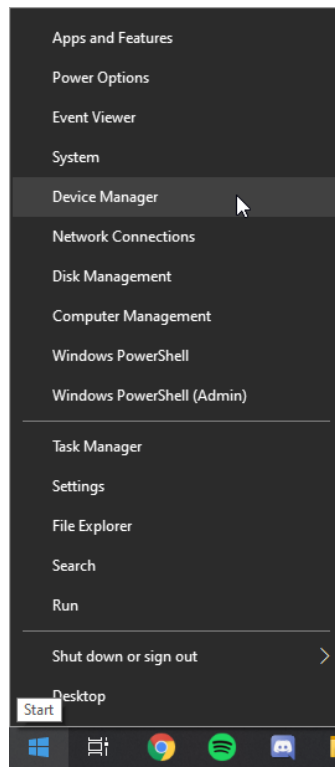 Apps and Features
Power Options
Event Viewer
System
Device Manager
Network Connections
Disk Management
Computer Management
Windows PowerShell
Windows PowerShell (Admin)
Task Manager
Settings
File Explorer
Search
Run
Shut down or sign out
Desktop
Start